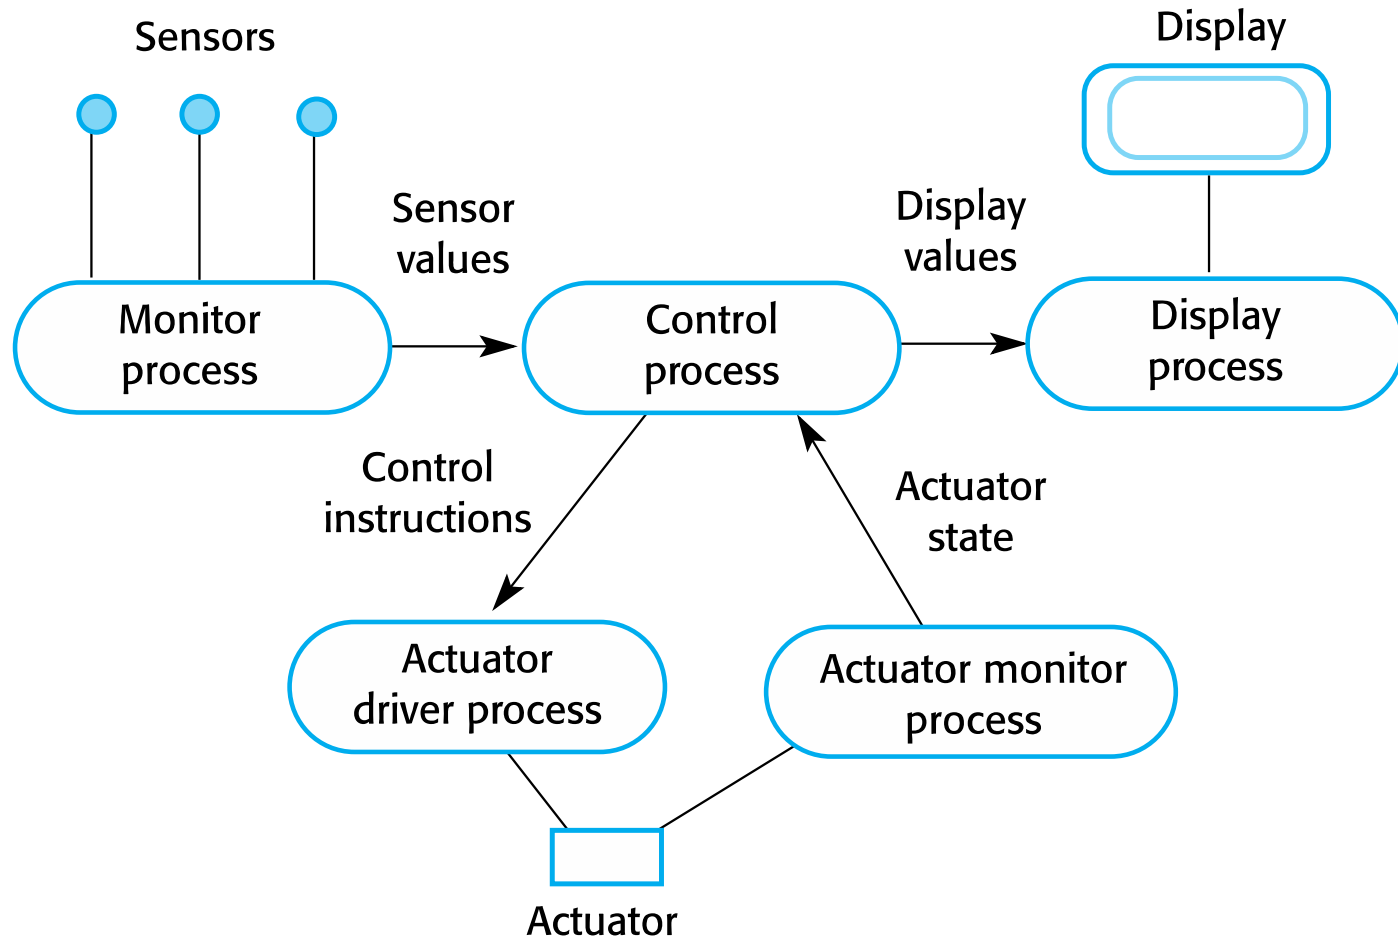 Sensors
Display
Sensor
values
Display
values
Monitor
process
Control
process
Display
process
Control
instructions
Actuator
state
Actuator
driver process
Actuator monitor
process
Actuator